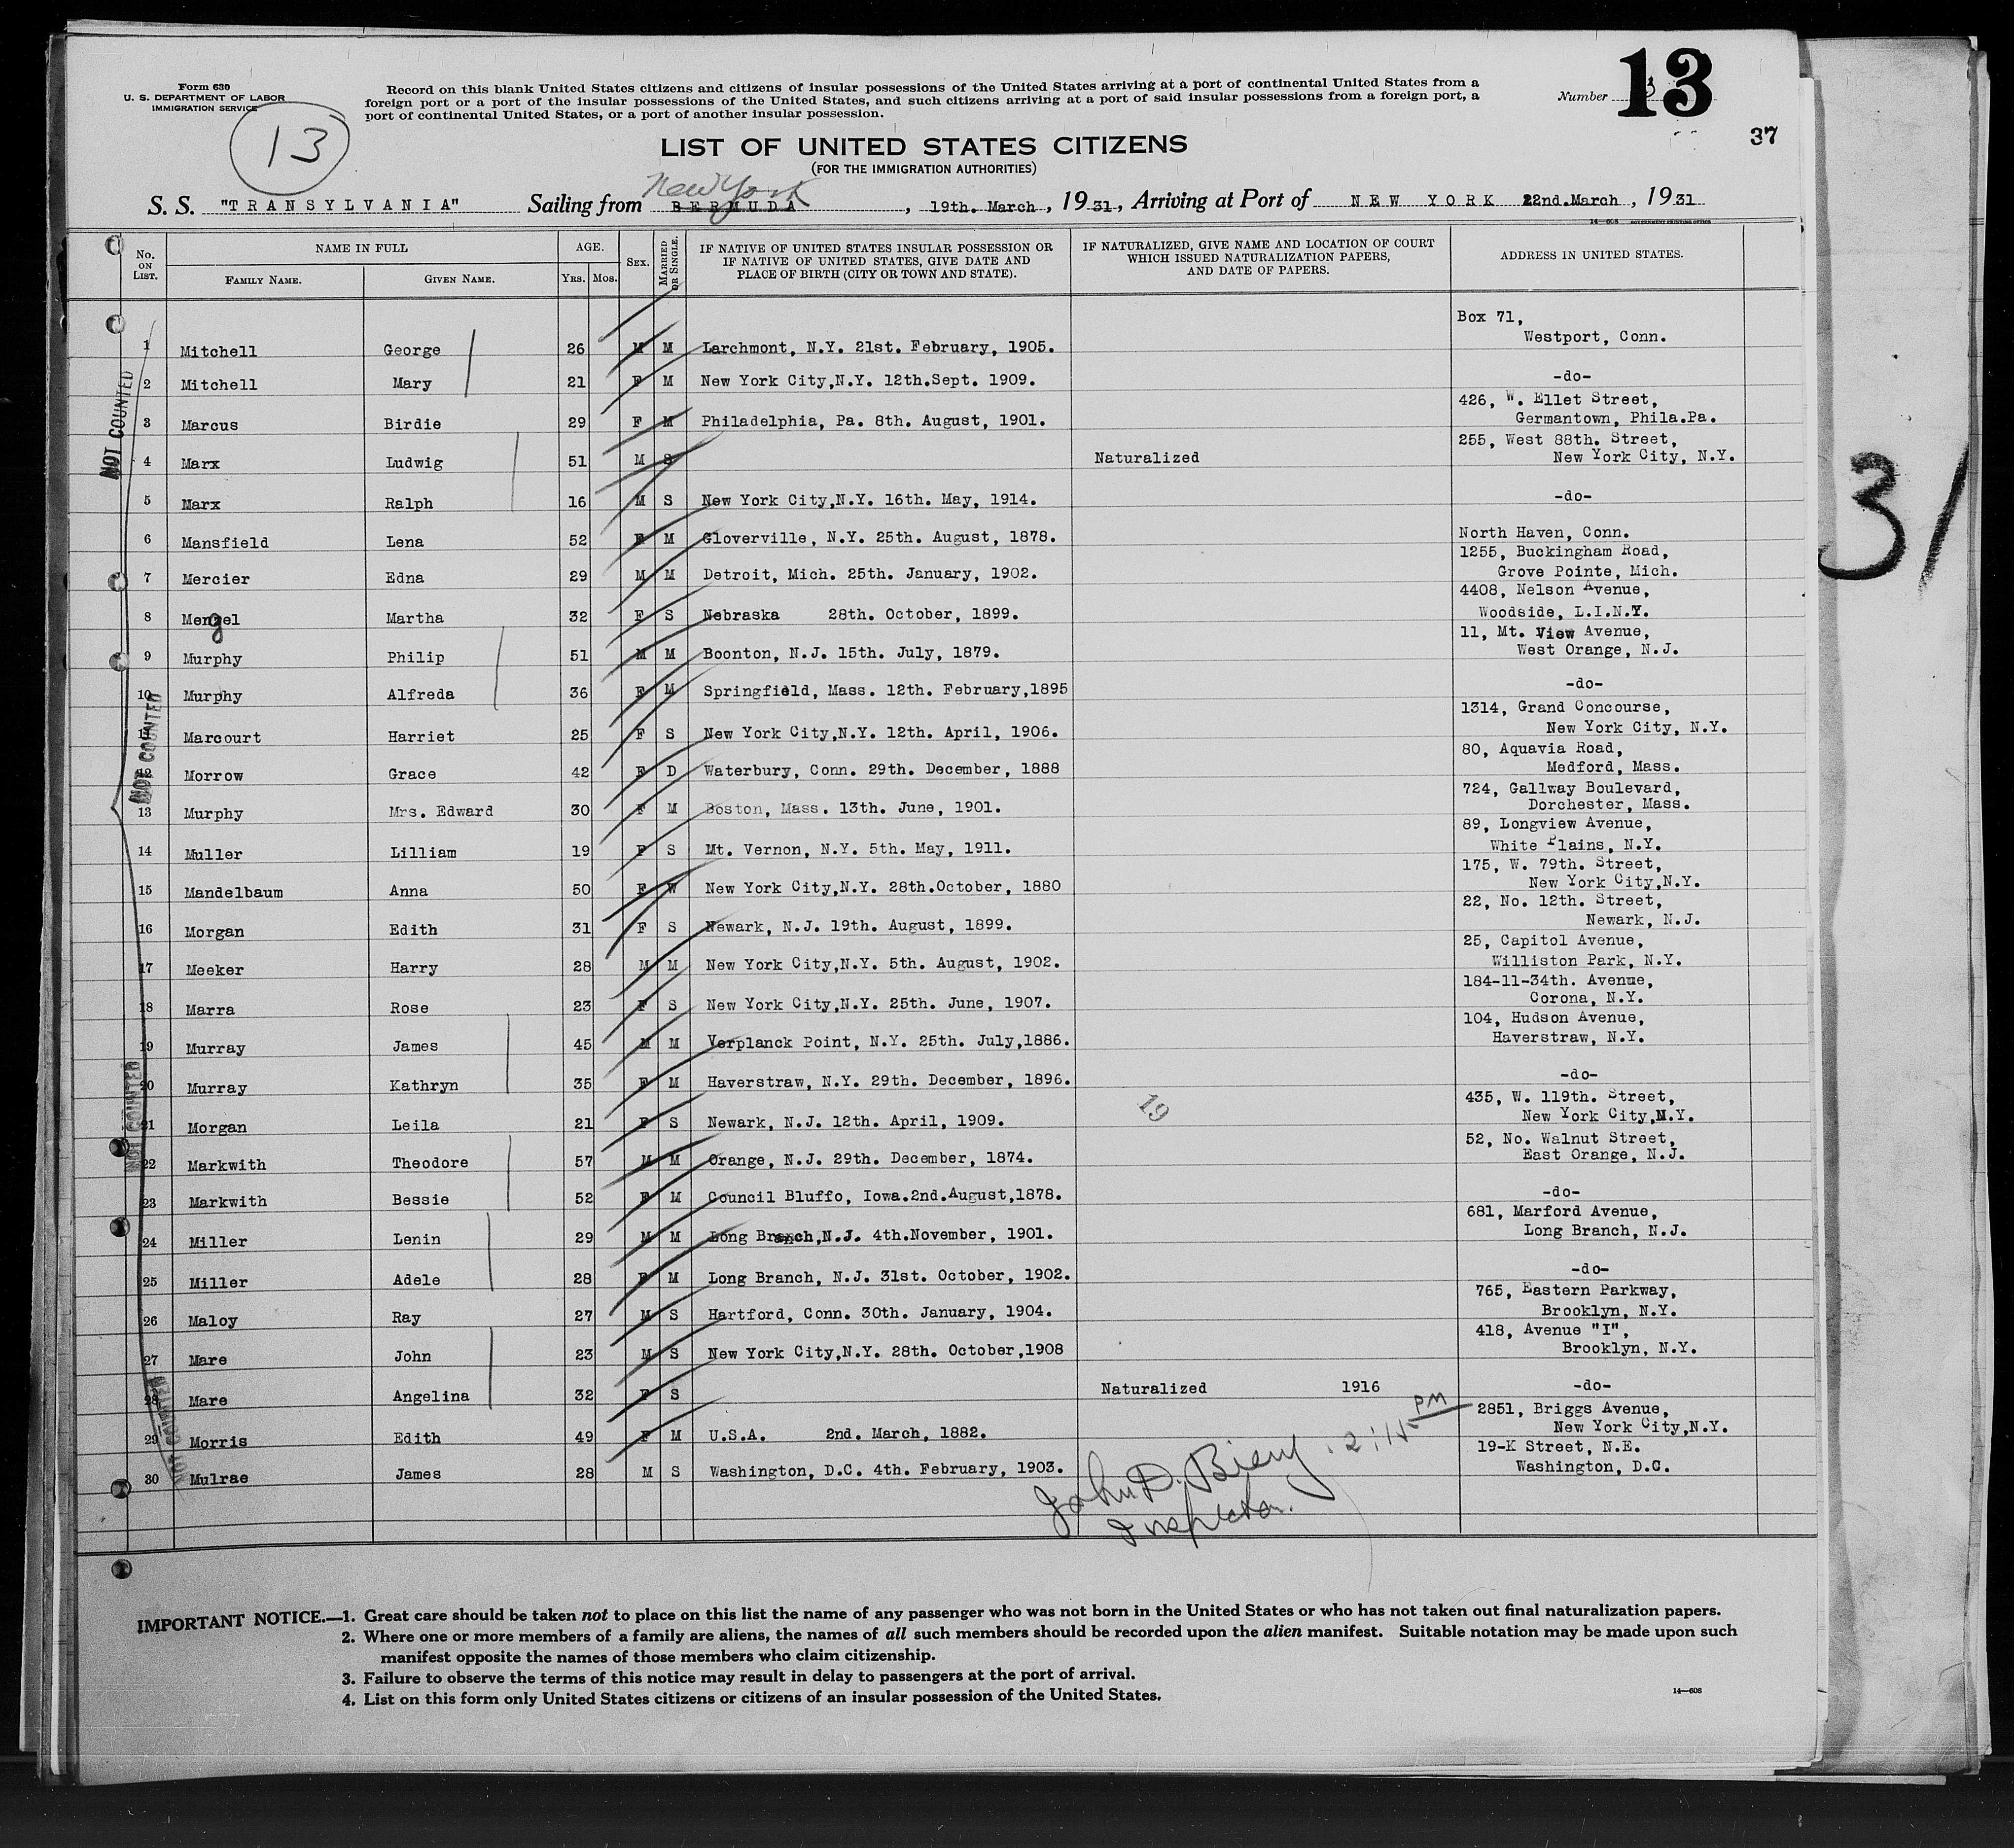 Form 630
U. S. DEPARTMENT OF LABOR
IMMIGRATION SERVICE
13
Record on this blank United States citizens and citizens of insular possessions of the United States arriving at a port of continental United States from a
foreign port or a port of the insular possessions of the United States, and such citizens arriving at a port of said insular possessions from a foreign port, a
port of continental United States, or a port of another insular possession.
Number 3
13
37
LIST OF UNITED STATES CITIZENS
(FOR THE IMMIGRATION AUTHORITIES)
New York
S. S. "TRANSYLVANIA" Sailing from BERMUDA, 19th. March, 1931, Arriving at Port of NEW YORK 22nd.March, 1931
14—608 GOVERNMENT PRINTING OFFICE
No. ON LIST. NAME IN FULL FAMILY NAME. GIVEN NAME. AGE. YRS. MOS. SEX. MARRIED OR SINGLE. IF NATIVE OF UNITED STATES INSULAR POSSESSION OR IF NATIVE OF UNITED STATES, GIVE DATE AND PLACE OF BIRTH (CITY OR TOWN AND STATE). IF NATURALIZED, GIVE NAME AND LOCATION OF COURT WHICH ISSUED NATURALIZATION PAPERS, AND DATE OF PAPERS. ADDRESS IN UNITED STATES.
1 Mitchell George 26 M M Larchmont, N.Y. 21st. February, 1905. Box 71, Westport, Conn.
2 Mitchell Mary 21 F M New York City,N.Y. 12th.Sept. 1909. -do-
3 Marcus Birdie 29 F M Philadelphia, Pa. 8th. August, 1901. 426, W. Ellet Street, Germantown, Phila.Pa.
4 Marx Ludwig 51 M S Naturalized 255, West 88th. Street, New York City, N.Y.
5 Marx Ralph 16 M S New York City,N.Y. 16th. May, 1914. -do-
6 Mansfield Lena 52 F M Gloverville, N.Y. 25th. August, 1878. North Haven, Conn.
7 Mercier Edna 29 M M Detroit, Mich. 25th. January, 1902. 1255, Buckingham Road, Grove Pointe, Mich.
8 Mengel Martha 32 F S Nebraska 28th. October, 1899. 4408, Nelson Avenue, Woodside, L.I.N.Y.
9 Murphy Philip 51 M M Boonton, N.J. 15th. July, 1879. 11, Mt. View Avenue, West Orange, N.J.
10 Murphy Alfreda 36 F M Springfield, Mass. 12th. February,1895 -do-
11 Marcourt Harriet 25 F S New York City,N.Y. 12th. April, 1906. 1314, Grand Concourse, New York City, N.Y.
12 Morrow Grace 42 F D Waterbury, Conn. 29th. December, 1888 80, Aquavia Road, Medford, Mass.
13 Murphy Mrs. Edward 30 F M Boston, Mass. 13th. June, 1901. 724, Gallway Boulevard, Dorchester, Mass.
14 Muller Lilliam 19 F S Mt. Vernon, N.Y. 5th. May, 1911. 89, Longview Avenue, White Plains, N.Y.
15 Mandelbaum Anna 50 F W New York City,N.Y. 28th.October, 1880 175, W. 79th. Street, New York City,N.Y.
16 Morgan Edith 31 F S Newark, N.J. 19th. August, 1899. 22, No. 12th. Street, Newark, N.J.
17 Meeker Harry 28 M M New York City,N.Y. 5th. August, 1902. 25, Capitol Avenue, Williston Park, N.Y.
18 Marra Rose 23 F S New York City,N.Y. 25th. June, 1907. 184-11-34th. Avenue, Corona, N.Y.
19 Murray James 45 M M Verplanck Point, N.Y. 25th. July,1886. 104, Hudson Avenue, Haverstraw, N.Y.
20 Murray Kathryn 35 F M Haverstraw, N.Y. 29th. December, 1896. -do-
21 Morgan Leila 21 F S Newark, N.J. 12th. April, 1909. 19 435, W. 119th. Street, New York City,N.Y.
22 Markwith Theodore 57 M M Orange, N.J. 29th. December, 1874. 52, No. Walnut Street, East Orange, N.J.
23 Markwith Bessie 52 F M Council Bluffo, Iowa.2nd.August,1878. -do-
24 Miller Lenin 29 M M Long Branch,N.J. 4th.November, 1901. 681, Marford Avenue, Long Branch, N.J.
25 Miller Adele 28 F M Long Branch, N.J. 31st. October, 1902. -do-
26 Maloy Ray 27 M S Hartford, Conn. 30th. January, 1904. 765, Eastern Parkway, Brooklyn, N.Y.
27 Mare John 23 M S New York City,N.Y. 28th. October,1908 418, Avenue "I", Brooklyn, N.Y.
28 Mare Angelina 32 F S Naturalized 1916 -do-
29 Morris Edith 49 F M U.S.A. 2nd. March, 1882. 2851, Briggs Avenue, New York City,N.Y.
30 Mulrae James 28 M S Washington, D.C. 4th. February, 1903. 19-K Street, N.E. Washington, D.C.
NOT COUNTED
NOT COUNTED
NOT COUNTED
NOT COUNTED
PM
John D. Bieny
Inspector.
31
IMPORTANT NOTICE.—1. Great care should be taken not to place on this list the name of any passenger who was not born in the United States or who has not taken out final naturalization papers.
2. Where one or more members of a family are aliens, the names of all such members should be recorded upon the alien manifest. Suitable notation may be made upon such
manifest opposite the names of those members who claim citizenship.
3. Failure to observe the terms of this notice may result in delay to passengers at the port of arrival.
4. List on this form only United States citizens or citizens of an insular possession of the United States.
14—608